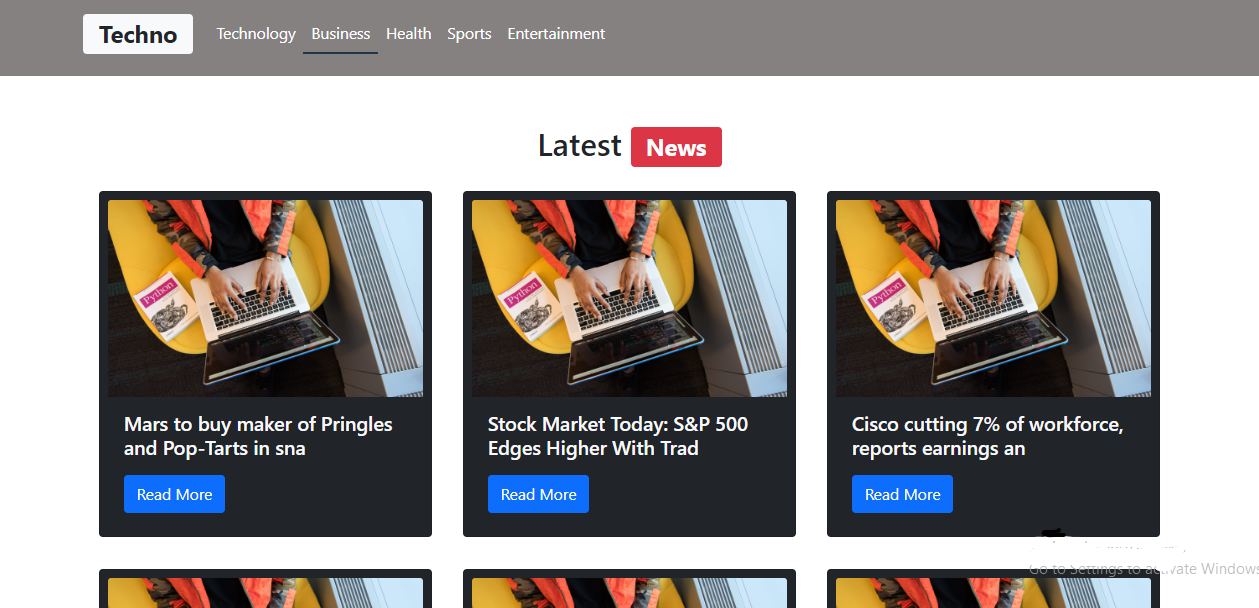 Techno
Technology Business Health Sports Entertainment
Latest News
Python
Python
Python
Mars to buy maker of Pringles
and Pop-Tarts in sna
Stock Market Today: S&P 500
Edges Higher With Trad
Cisco cutting 7% of workforce,
reports earnings an
Read More
Read More
Read More
Go to Settings to activate Windows